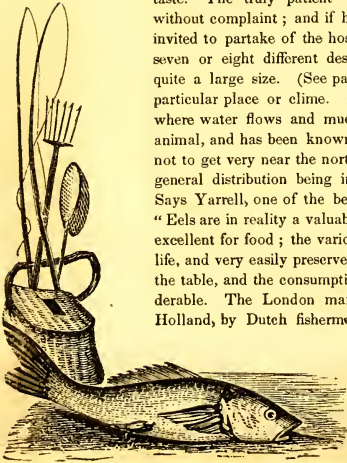 taste. The truly patient
without complaint ; and if h
invited to partake of the hos
seven or eight different des
quite a large size. (See pa
particular place or clime.
where water flows and muc
animal, and has been known
not to get very near the nort
general distribution being in
Says Yarrell, one of the be
“ Eels are in reality a valuab
excellent for food ; the vario
life, and very easily preserve
the table, and the consumpti
derable. The London mar
Holland, by Dutch fisherme